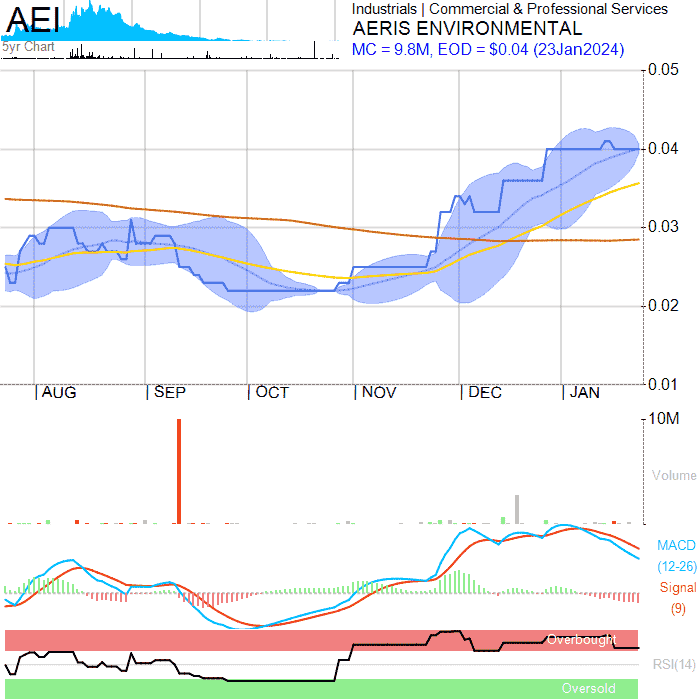 AEI
5yr Chart
Industrials | Commercial & Professional Services
AERIS ENVIRONMENTAL
MC = 9.8M, EOD = $0.04 (23Jan2024)
0.05
0.04
0.03
0.02
0.01
| AUG | SEP | OCT | NOV | DEC | JAN
10M
Volume
MACD
(12-26)
Signal
(9)
Overbought
RSI(14)
Oversold